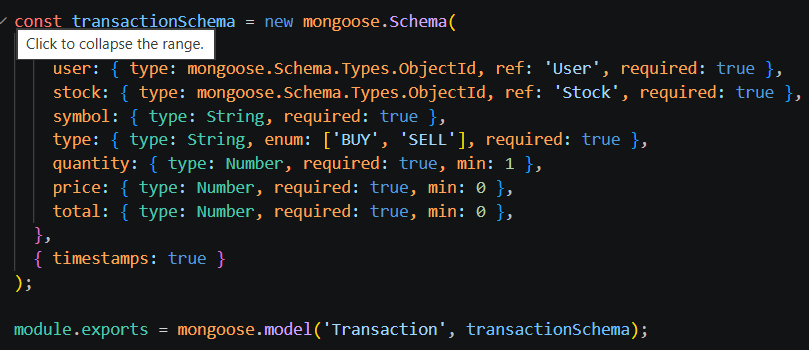 const transactionSchema = new mongoose.Schema(
Click to collapse the range.
user: { type: mongoose.Schema.Types.ObjectId, ref: 'User', required: true },
stock: { type: mongoose.Schema.Types.ObjectId, ref: 'Stock', required: true },
symbol: { type: String, required: true },
type: { type: String, enum: ['BUY', 'SELL'], required: true },
quantity: { type: Number, required: true, min: 1 },
price: { type: Number, required: true, min: 0 },
total: { type: Number, required: true, min: 0 },
},
{ timestamps: true }
);
module.exports = mongoose.model('Transaction', transactionSchema);